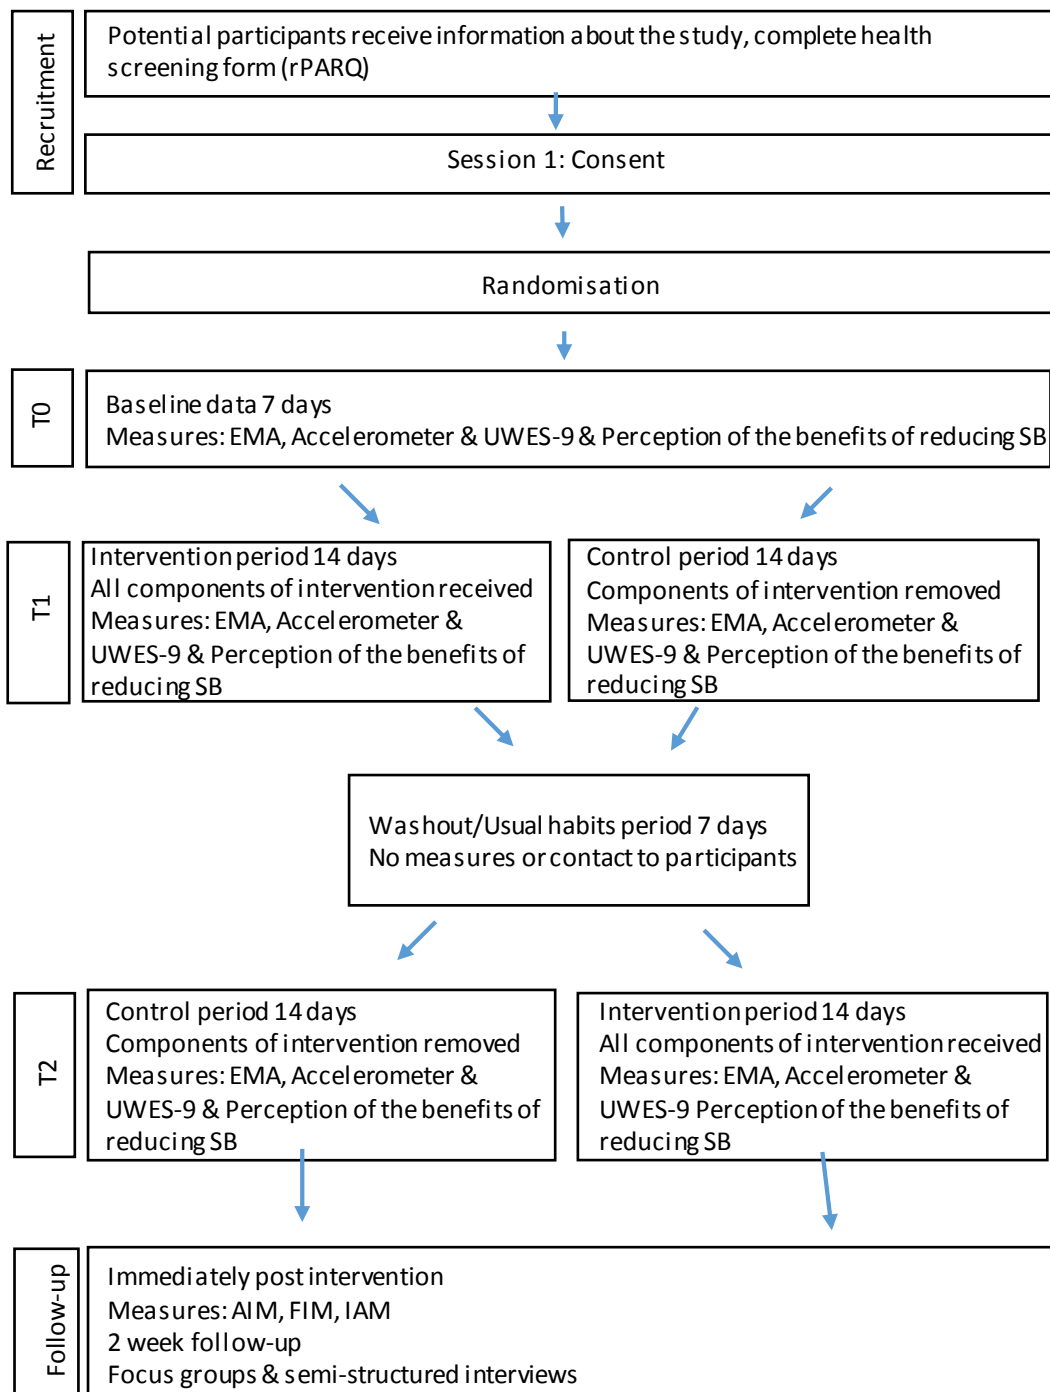 Recruitment
Potential participants receive information about the study, complete health
screening form (rPARQ)
Session 1: Consent
Randomisation
T0
Baseline data 7 days
Measures: EMA, Accelerometer & UWES-9 & Perception of the benefits of reducing SB
T1
Intervention period 14 days
All components of intervention received
Measures: EMA, Accelerometer &
UWES-9 & Perception of the benefits of
reducing SB
Control period 14 days
Components of intervention removed
Measures: EMA, Accelerometer &
UWES-9 & Perception of the benefits of
reducing SB
Washout/Usual habits period 7 days
No measures or contact to participants
T2
Control period 14 days
Components of intervention removed
Measures: EMA, Accelerometer &
UWES-9 & Perception of the benefits of
reducing SB
Intervention period 14 days
All components of intervention received
Measures: EMA, Accelerometer &
UWES-9 Perception of the benefits of
reducing SB
Follow-up
Immediately post intervention
Measures: AIM, FIM, IAM
2 week follow-up
Focus groups & semi-structured interviews